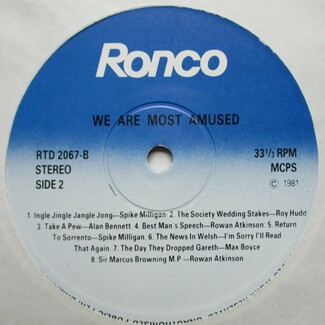 Ronco
WE ARE MOST AMUSED
RTD 2067-B
STEREO
SIDE 2
33⅓ RPM
MCPS
© 1981
1 Ingle Jingle Jangle Jong—Spike Milligan. 2. The Society Wedding Stakes—Roy Hudd
3. Take A Pew—Alan Bennett. 4. Best Man's Speech—Rowan Atkinson. 5. Return
To Sorrento—Spike Milligan. 6. The News in Welsh—I'm Sorry I'll Read
That Again. 7. The Day They Dropped Gareth—Max Boyce
8. Sir Marcus Browning M.P —Rowan Atkinson